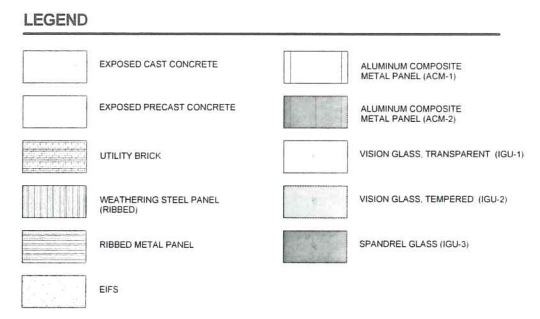 LEGEND
EXPOSED CAST CONCRETE
EXPOSED PRECAST CONCRETE
UTILITY BRICK
WEATHERING STEEL PANEL
(RIBBED)
RIBBED METAL PANEL
EIFS
ALUMINUM COMPOSITE
METAL PANEL (ACM-1)
ALUMINUM COMPOSITE
METAL PANEL (ACM-2)
VISION GLASS, TRANSPARENT (IGU-1)
VISION GLASS, TEMPERED (IGU-2)
SPANDREL GLASS (IGU-3)